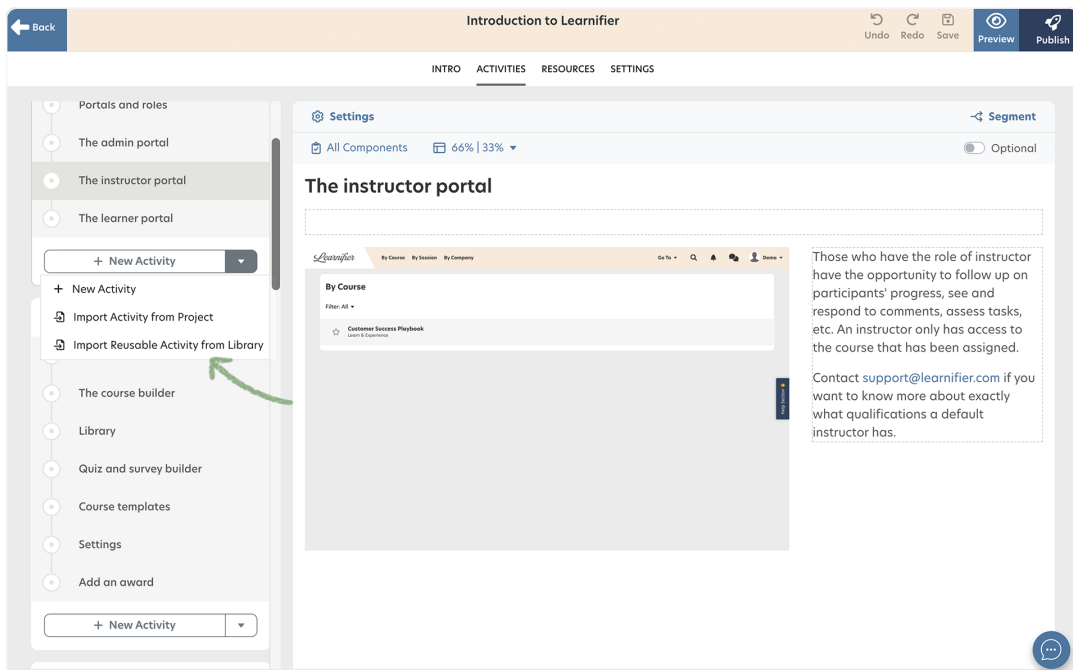 Back
Introduction to Learnifier
Undo
Redo
Save
Preview
Publish
INTRO
ACTIVITIES
RESOURCES
SETTINGS
Portals and roles
The admin portal
The instructor portal
The learner portal
+ New Activity
+ New Activity
Import Activity from Project
Import Reusable Activity from Library
The course builder
Library
Quiz and survey builder
Course templates
Settings
Add an award
+ New Activity
Settings
Segment
All Components
66% | 33%
Optional
The instructor portal
Learnifier
By Course
By Session
By Company
Go To
Demo
By Course
Filter: All
Customer Success Playbook
Learn & Experience
Help Section
Those who have the role of instructor
have the opportunity to follow up on
participants' progress, see and
respond to comments, assess tasks,
etc. An instructor only has access to
the course that has been assigned.
Contact support@learnifier.com if you
want to know more about exactly
what qualifications a default
instructor has.